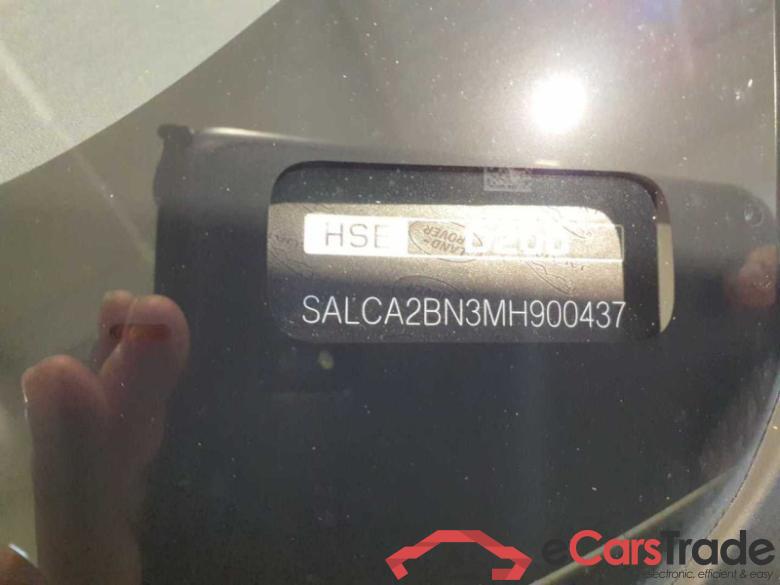 HSE
LAND-
ROVER
SALCA2BN3MH900437
eCarsTrade
electronic, efficient & easy